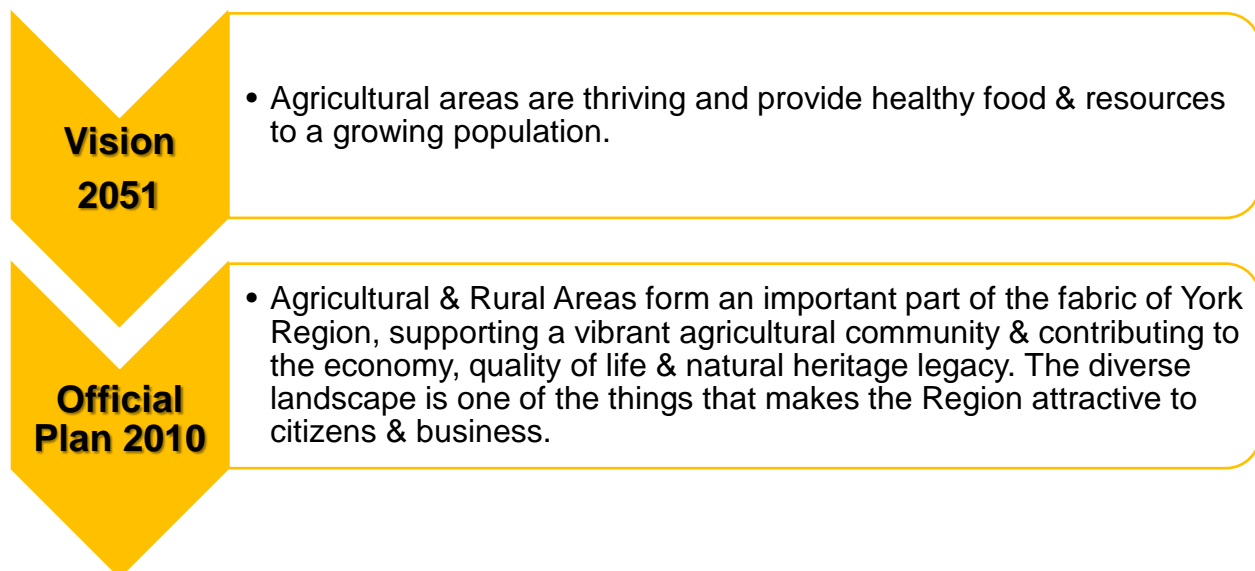 Vision
2051
• Agricultural areas are thriving and provide healthy food & resources
to a growing population.
Official
Plan 2010
• Agricultural & Rural Areas form an important part of the fabric of York
Region, supporting a vibrant agricultural community & contributing to
the economy, quality of life & natural heritage legacy. The diverse
landscape is one of the things that makes the Region attractive to
citizens & business.